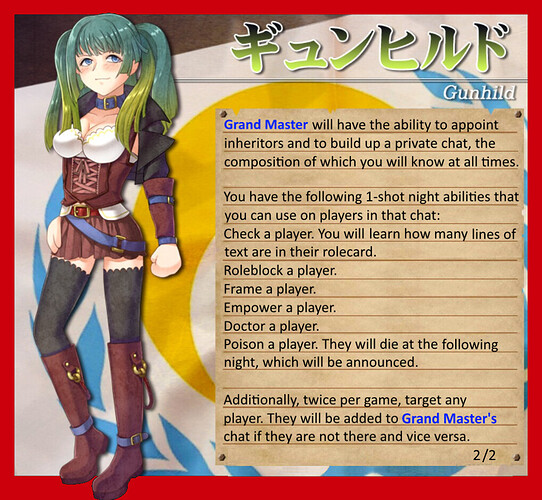 ギュンヒルド
Gunhild
Grand Master will have the ability to appoint
inheritors and to build up a private chat, the
composition of which you will know at all times.
You have the following 1-shot night abilities that
you can use on players in that chat:
Check a player. You will learn how many lines of
text are in their rolecard.
Roleblock a player.
Frame a player.
Empower a player.
Doctor a player.
Poison a player. They will die at the following
night, which will be announced.
Additionally, twice per game, target any
player. They will be added to Grand Master's
chat if they are not there and vice versa.
2/2